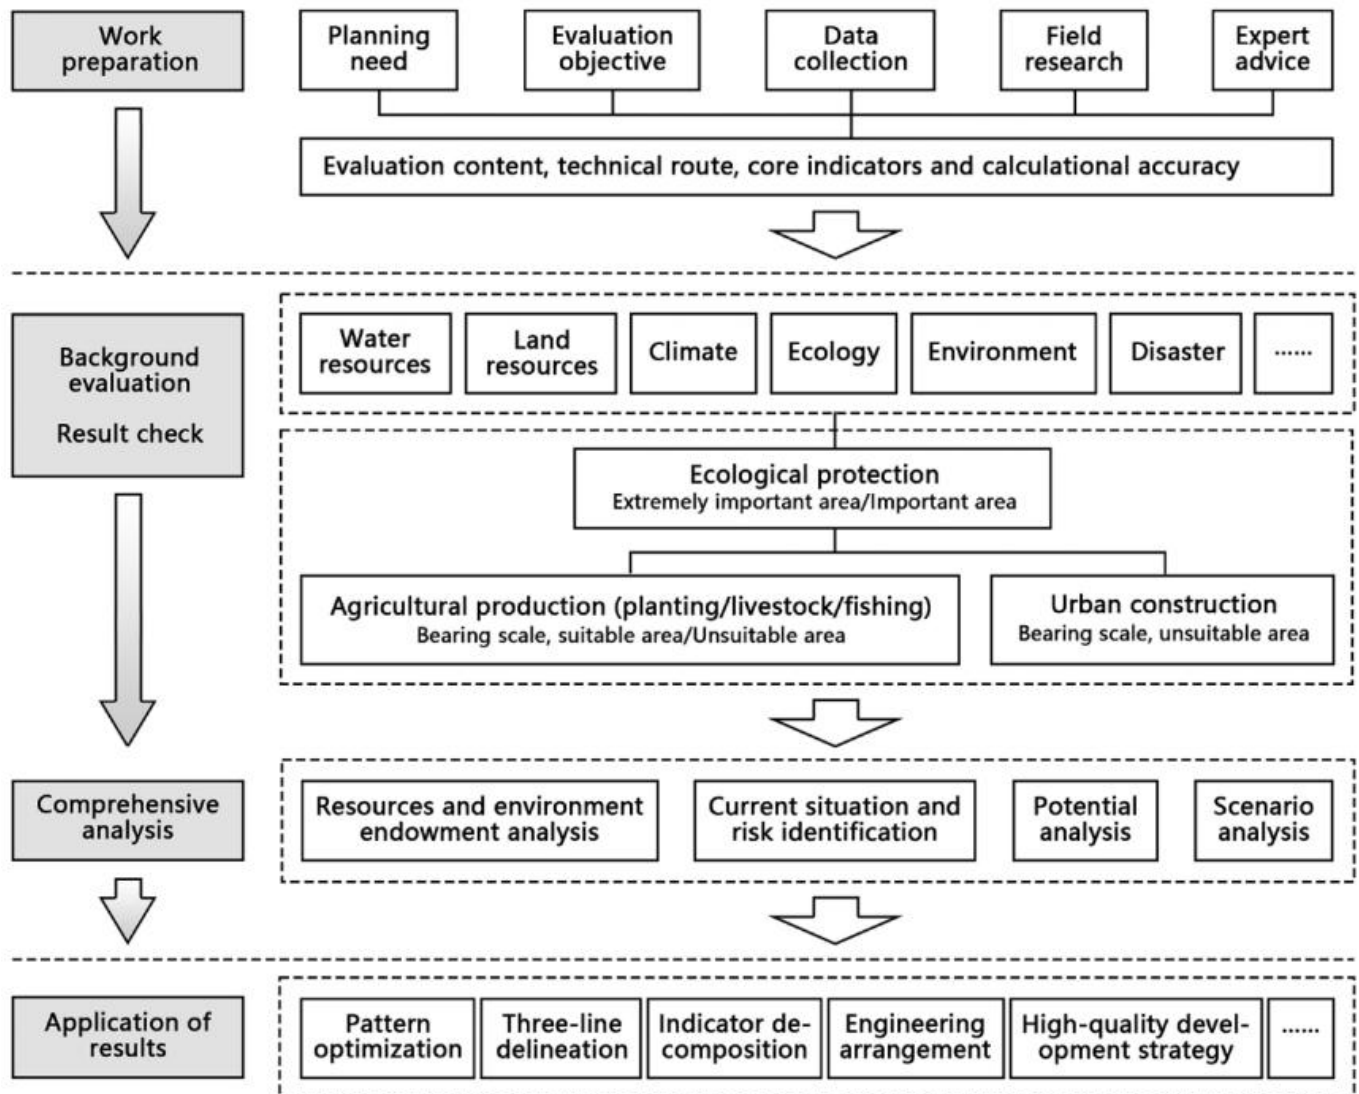 Work
preparation
Planning
need
Evaluation
objective
Data
collection
Field
research
Expert
advice
Evaluation content, technical route, core indicators and calculational accuracy
Background
evaluation
Result check
Water
resources
Land
resources
Climate
Ecology
Environment
Disaster
......
Ecological protection
Extremely important area/Important area
Agricultural production (planting/livestock/fishing)
Bearing scale, suitable area/Unsuitable area
Urban construction
Bearing scale, unsuitable area
Comprehensive
analysis
Resources and environment
endowment analysis
Current situation and
risk identification
Potential
analysis
Scenario
analysis
Application of
results
Pattern
optimization
Three-line
delineation
Indicator de-
composition
Engineering
arrangement
High-quality devel-
opment strategy
......